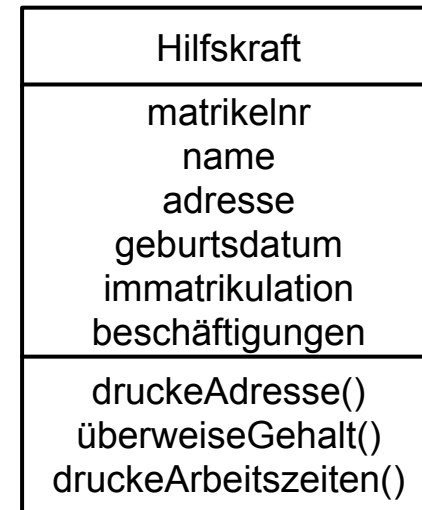 Hilfskraft
matrikelnr
name
adresse
geburtsdatum
immatrikulation
beschäftigungen
druckeAdresse()
überweiseGehalt()
druckeArbeitszeiten()